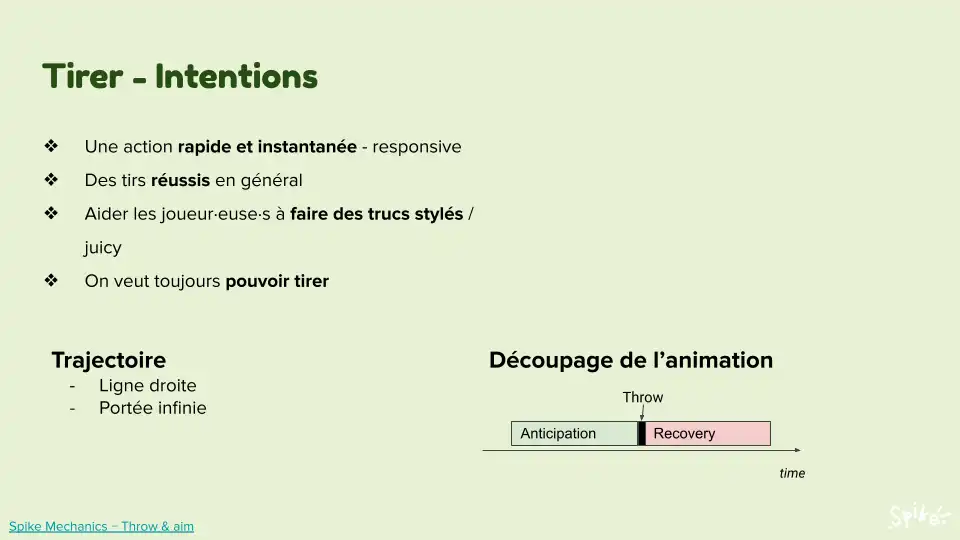 Tirer - Intentions
❖ Une action rapide et instantanée - responsive
❖ Des tirs réussis en général
❖ Aider les joueur·euse·s à faire des trucs stylés /
juicy
❖ On veut toujours pouvoir tirer
Trajectoire
- Ligne droite
- Portée infinie
Découpage de l'animation
Throw
Anticipation
Recovery
time
Spike Mechanics – Throw & aim
Spike